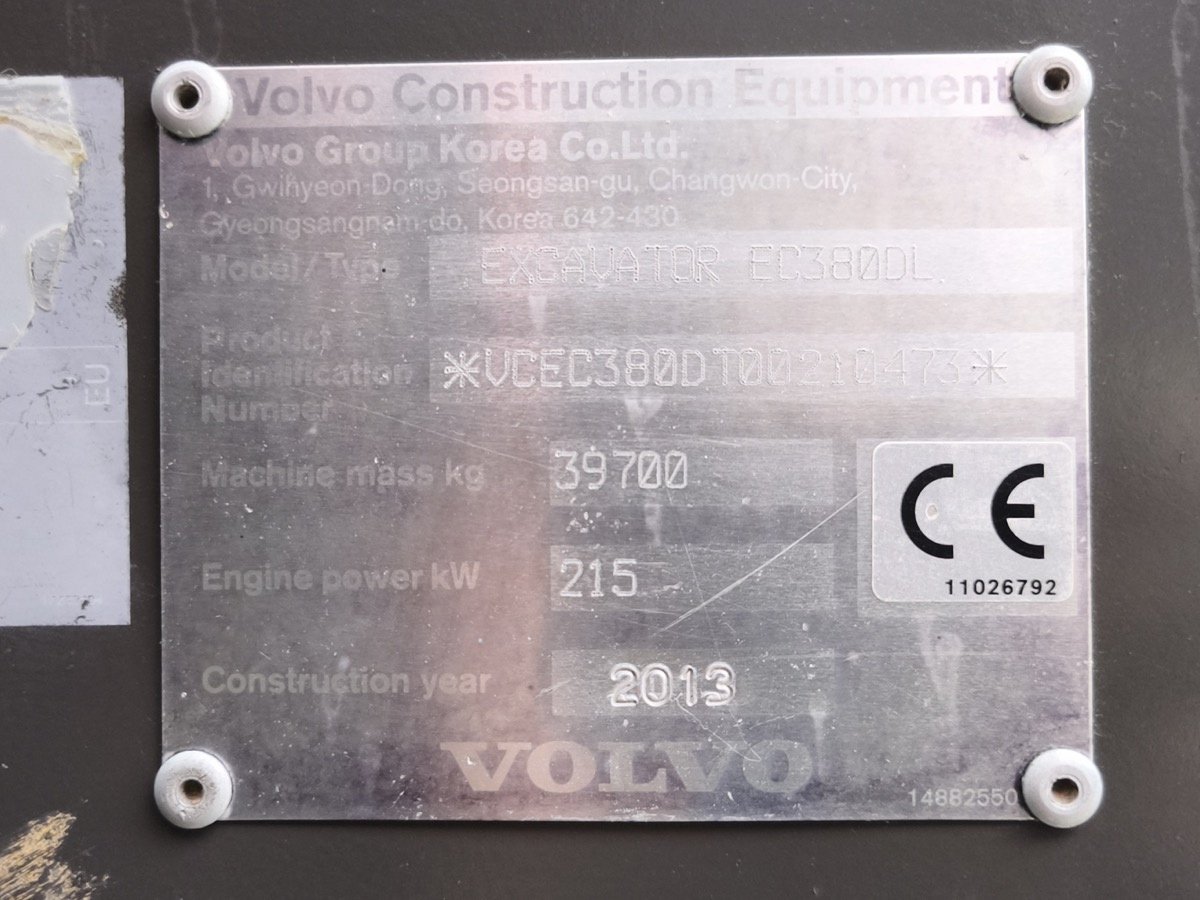 Volvo Construction Equipment
Volvo Group Korea Co.Ltd.
1, Gwihyeon-Dong, Seongsan-gu, Changwon-City,
Gyeongsangnam-do, Korea 642-430
Model/Type EXCAVATOR EC380DL
Product
Identification
Number
*VCEC380DT00210473*
Machine mass kg 39700
Engine power kW 215
Construction year 2013
CE
11026792
VOLVO
14882550
EU